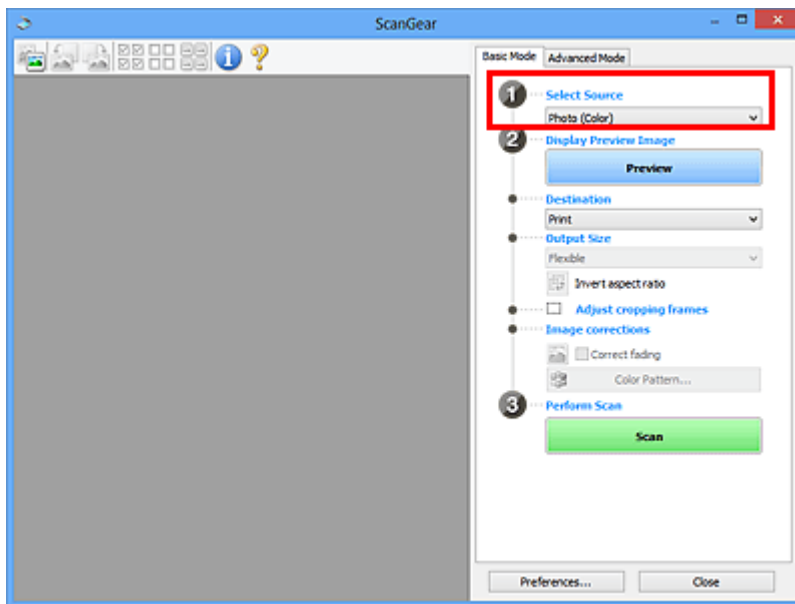 ScanGear
Basic Mode
Advanced Mode
1
Select Source
Photo (Color)
2
Display Preview Image
Preview
Destination
Print
Output Size
Flexible
Invert aspect ratio
Adjust cropping frames
Image corrections
Correct fading
Color Pattern...
3
Perform Scan
Scan
Preferences...
Close